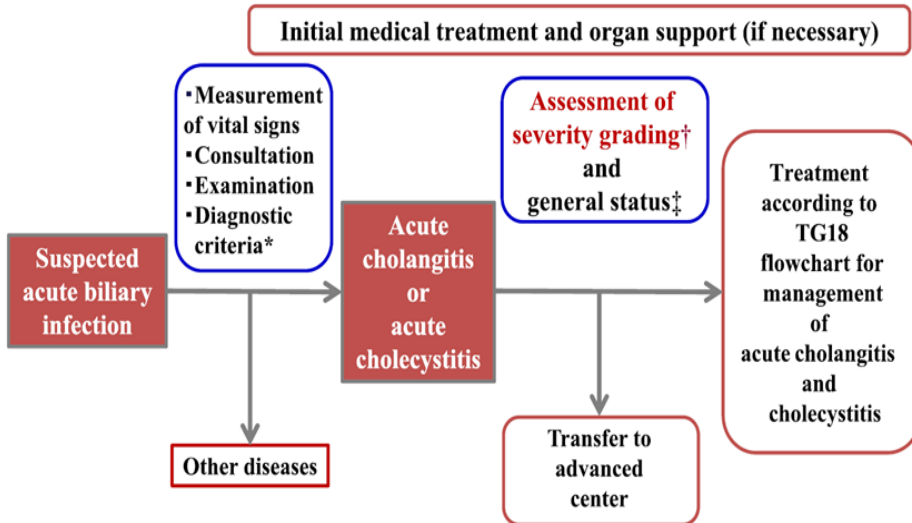 Initial medical treatment and organ support (if necessary)
▪Measurement
of vital signs
▪Consultation
▪Examination
▪Diagnostic
criteria*
Assessment of
severity grading†
and
general status‡
Suspected
acute biliary
infection
Acute
cholangitis
or
acute
cholecystitis
Treatment
according to
TG18
flowchart for
management
of
acute cholangitis
and
cholecystitis
Other diseases
Transfer to
advanced
center